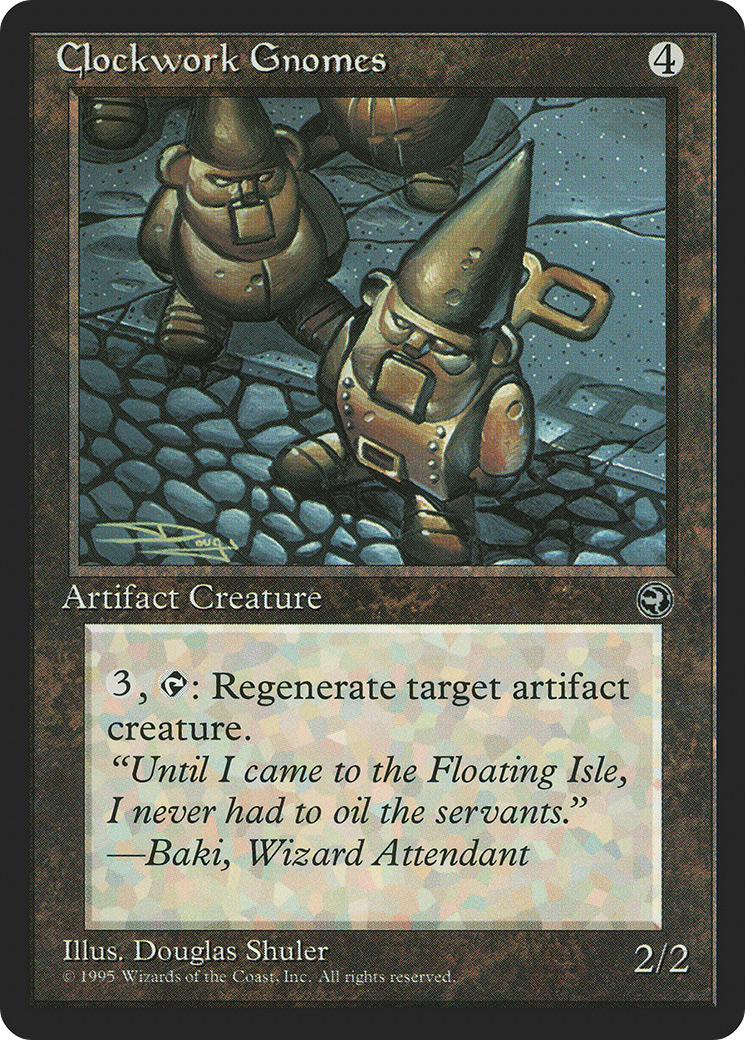 Clockwork Gnomes
4
Dougs
Artifact Creature
3, : Regenerate target artifact
creature.
“Until I came to the Floating Isle,
I never had to oil the servants.”
—Baki, Wizard Attendant
Illus. Douglas Shuler
© 1995 Wizards of the Coast, Inc. All rights reserved.
2/2